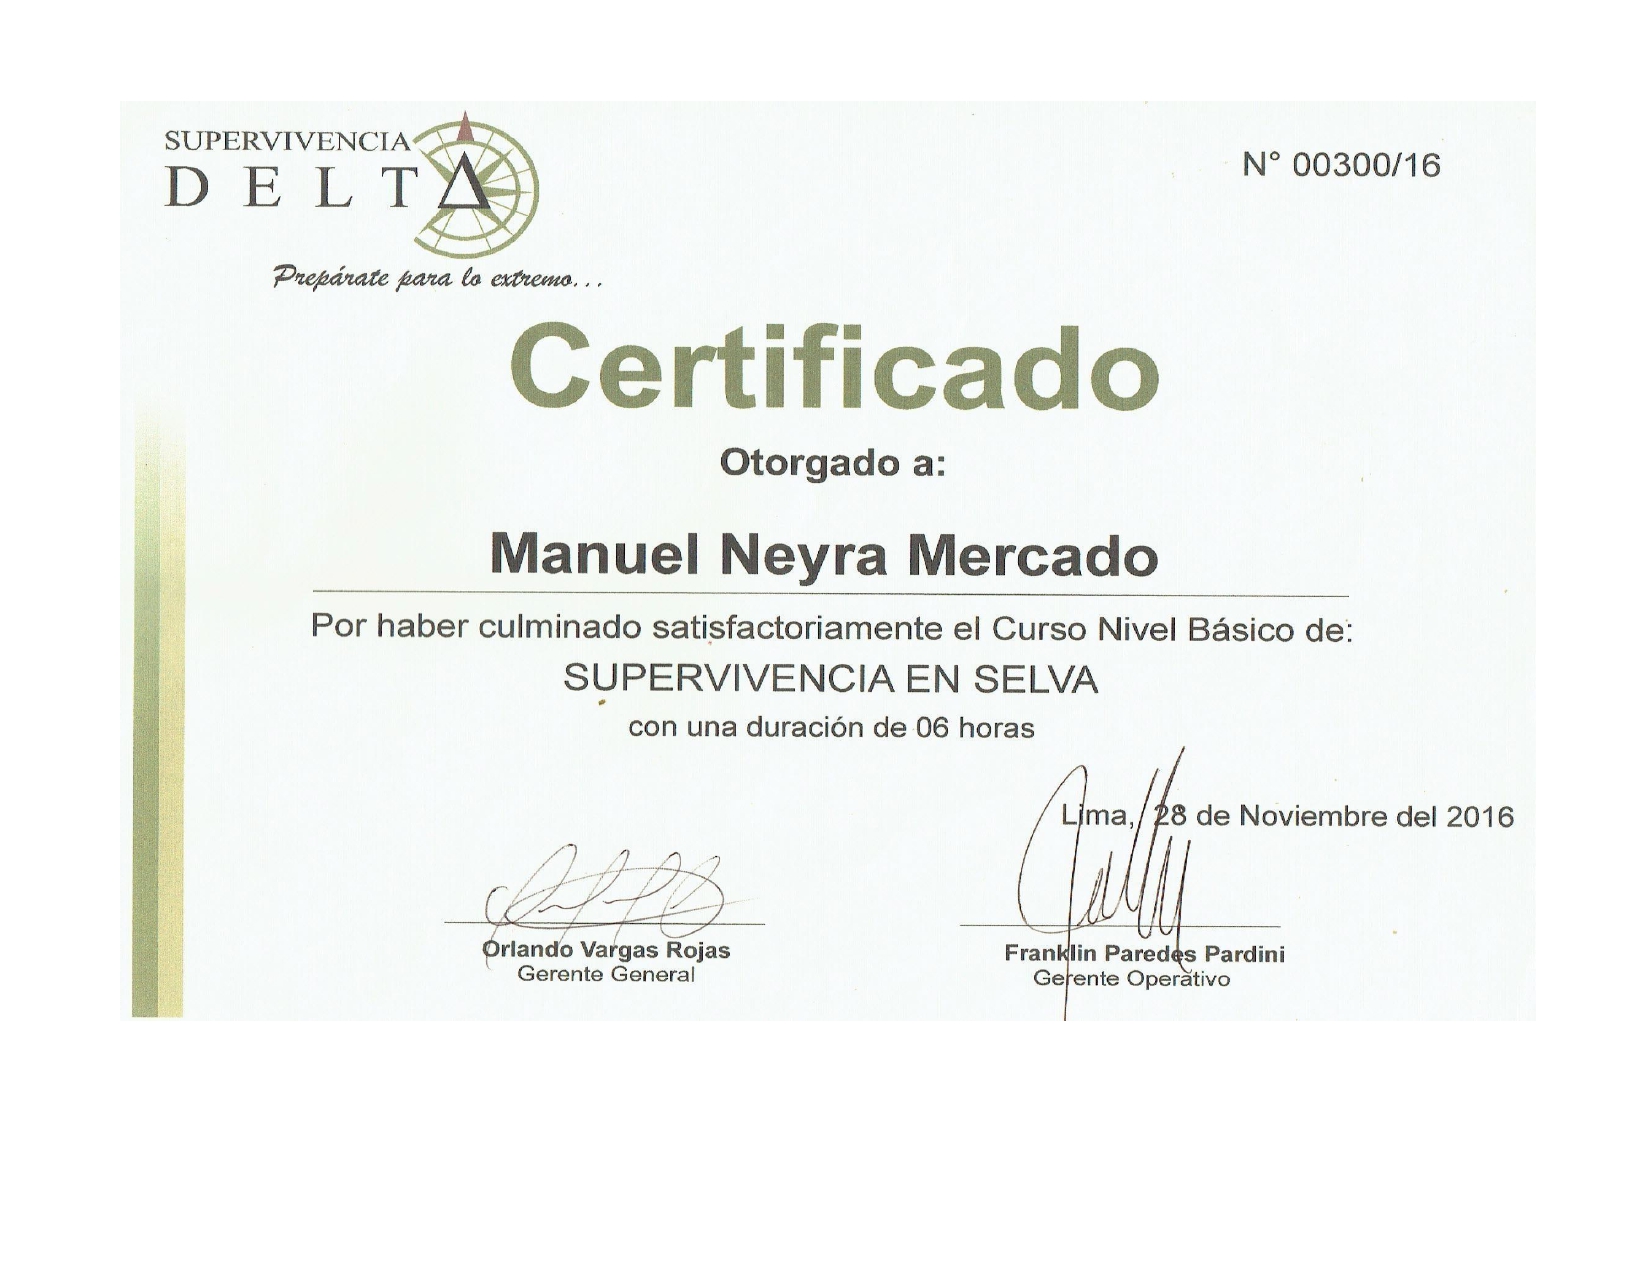 SUPERVIVENCIA
DELTA
Prepárate para lo extremo...
N° 00300/16
Certificado
Otorgado a:
Manuel Neyra Mercado
Por haber culminado satisfactoriamente el Curso Nivel Básico de:
SUPERVIVENCIA EN SELVA
con una duración de 06 horas
Lima, 28 de Noviembre del 2016
Orlando Vargas Rojas
Gerente General
Franklin Paredes Pardini
Gerente Operativo